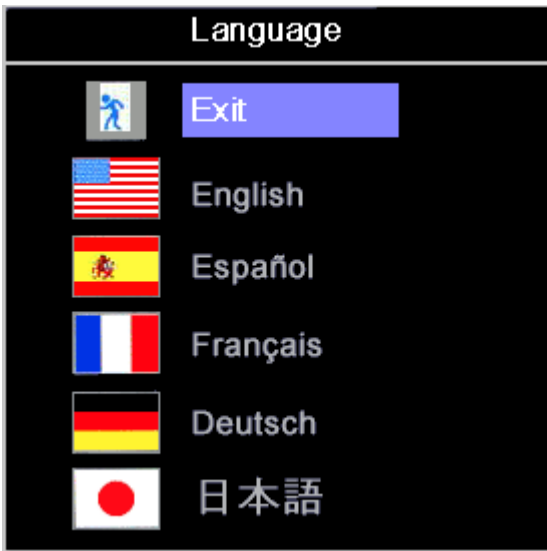 Language
Exit
English
Español
Français
Deutsch
日本語